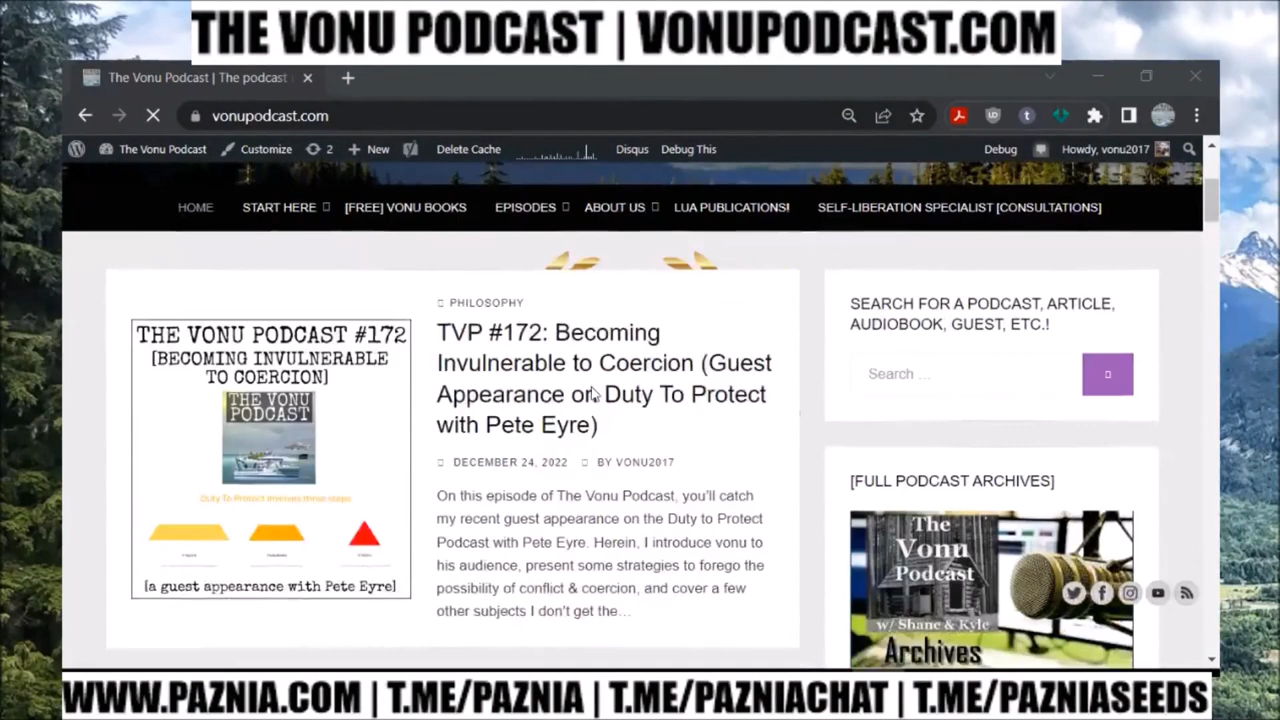 THE VONU PODCAST | VONUPODCAST.COM
The Vonu Podcast | The podcast
vonupodcast.com
The Vonu Podcast Customize 2 New Delete Cache Disqus Debug This Debug Howdy, vonu2017
HOME START HERE [FREE] VONU BOOKS EPISODES ABOUT US LUA PUBLICATIONS! SELF-LIBERATION SPECIALIST [CONSULTATIONS]
THE VONU PODCAST #172
[BECOMING INVULNERABLE
TO COERCION]
THE VONU
PODCAST
Duty To Protect involves three steps
[a guest appearance with Pete Eyre]
PHILOSOPHY
TVP #172: Becoming
Invulnerable to Coercion (Guest
Appearance on Duty To Protect
with Pete Eyre)
DECEMBER 24, 2022 BY VONU2017
On this episode of The Vonu Podcast, you'll catch
my recent guest appearance on the Duty to Protect
Podcast with Pete Eyre. Herein, I introduce vonu to
his audience, present some strategies to forego the
possibility of conflict & coercion, and cover a few
other subjects I don't get the…
SEARCH FOR A PODCAST, ARTICLE,
AUDIOBOOK, GUEST, ETC.!
Search …
[FULL PODCAST ARCHIVES]
The
Vonu
Podcast
w/ Shane & Kyle
Archives
WWW.PAZNIA.COM | T.ME/PAZNIA | T.ME/PAZNIACHAT | T.ME/PAZNIASEEDS